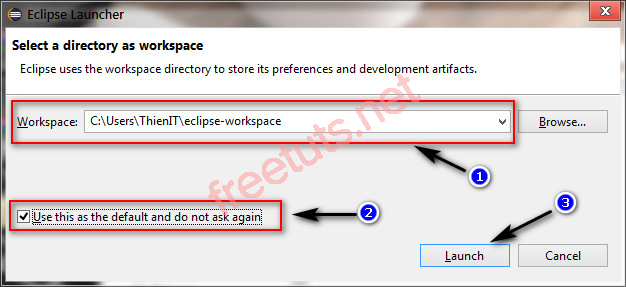 Eclipse Launcher
Select a directory as workspace
Eclipse uses the workspace directory to store its preferences and development artifacts.
Workspace: C:\Users\ThienIT\eclipse-workspace Browse...
1
freetuts.net
Use this as the default and do not ask again 2
3
Launch Cancel